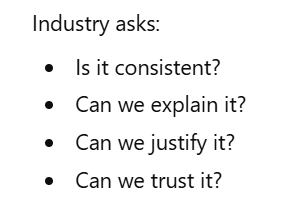 Industry asks:
• Is it consistent?
• Can we explain it?
• Can we justify it?
• Can we trust it?